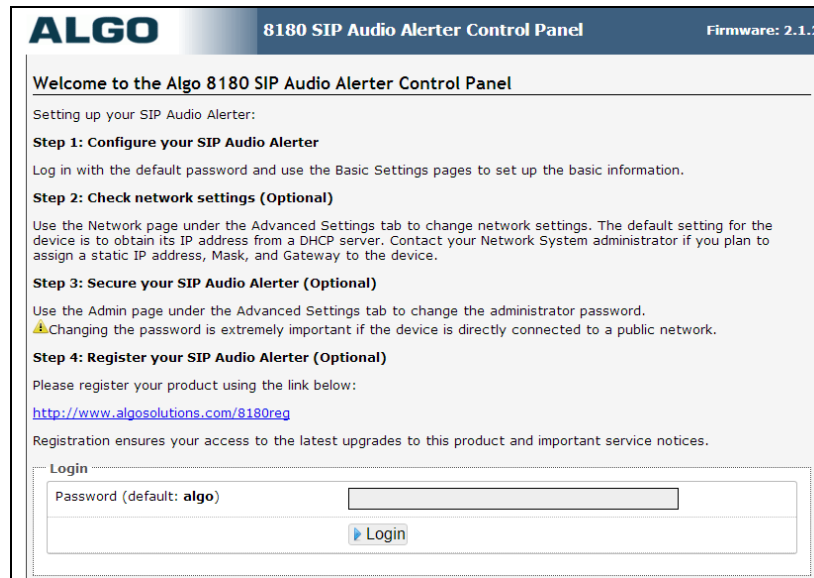 ALGO
8180 SIP Audio Alerter Control Panel
Firmware: 2.1.
Welcome to the Algo 8180 SIP Audio Alerter Control Panel
Setting up your SIP Audio Alerter:
Step 1: Configure your SIP Audio Alerter
Log in with the default password and use the Basic Settings pages to set up the basic information.
Step 2: Check network settings (Optional)
Use the Network page under the Advanced Settings tab to change network settings. The default setting for the
device is to obtain its IP address from a DHCP server. Contact your Network System administrator if you plan to
assign a static IP address, Mask, and Gateway to the device.
Step 3: Secure your SIP Audio Alerter (Optional)
Use the Admin page under the Advanced Settings tab to change the administrator password.
Changing the password is extremely important if the device is directly connected to a public network.
Step 4: Register your SIP Audio Alerter (Optional)
Please register your product using the link below:
http://www.algosolutions.com/8180reg
Registration ensures your access to the latest upgrades to this product and important service notices.
Login
Password (default: algo)
Login